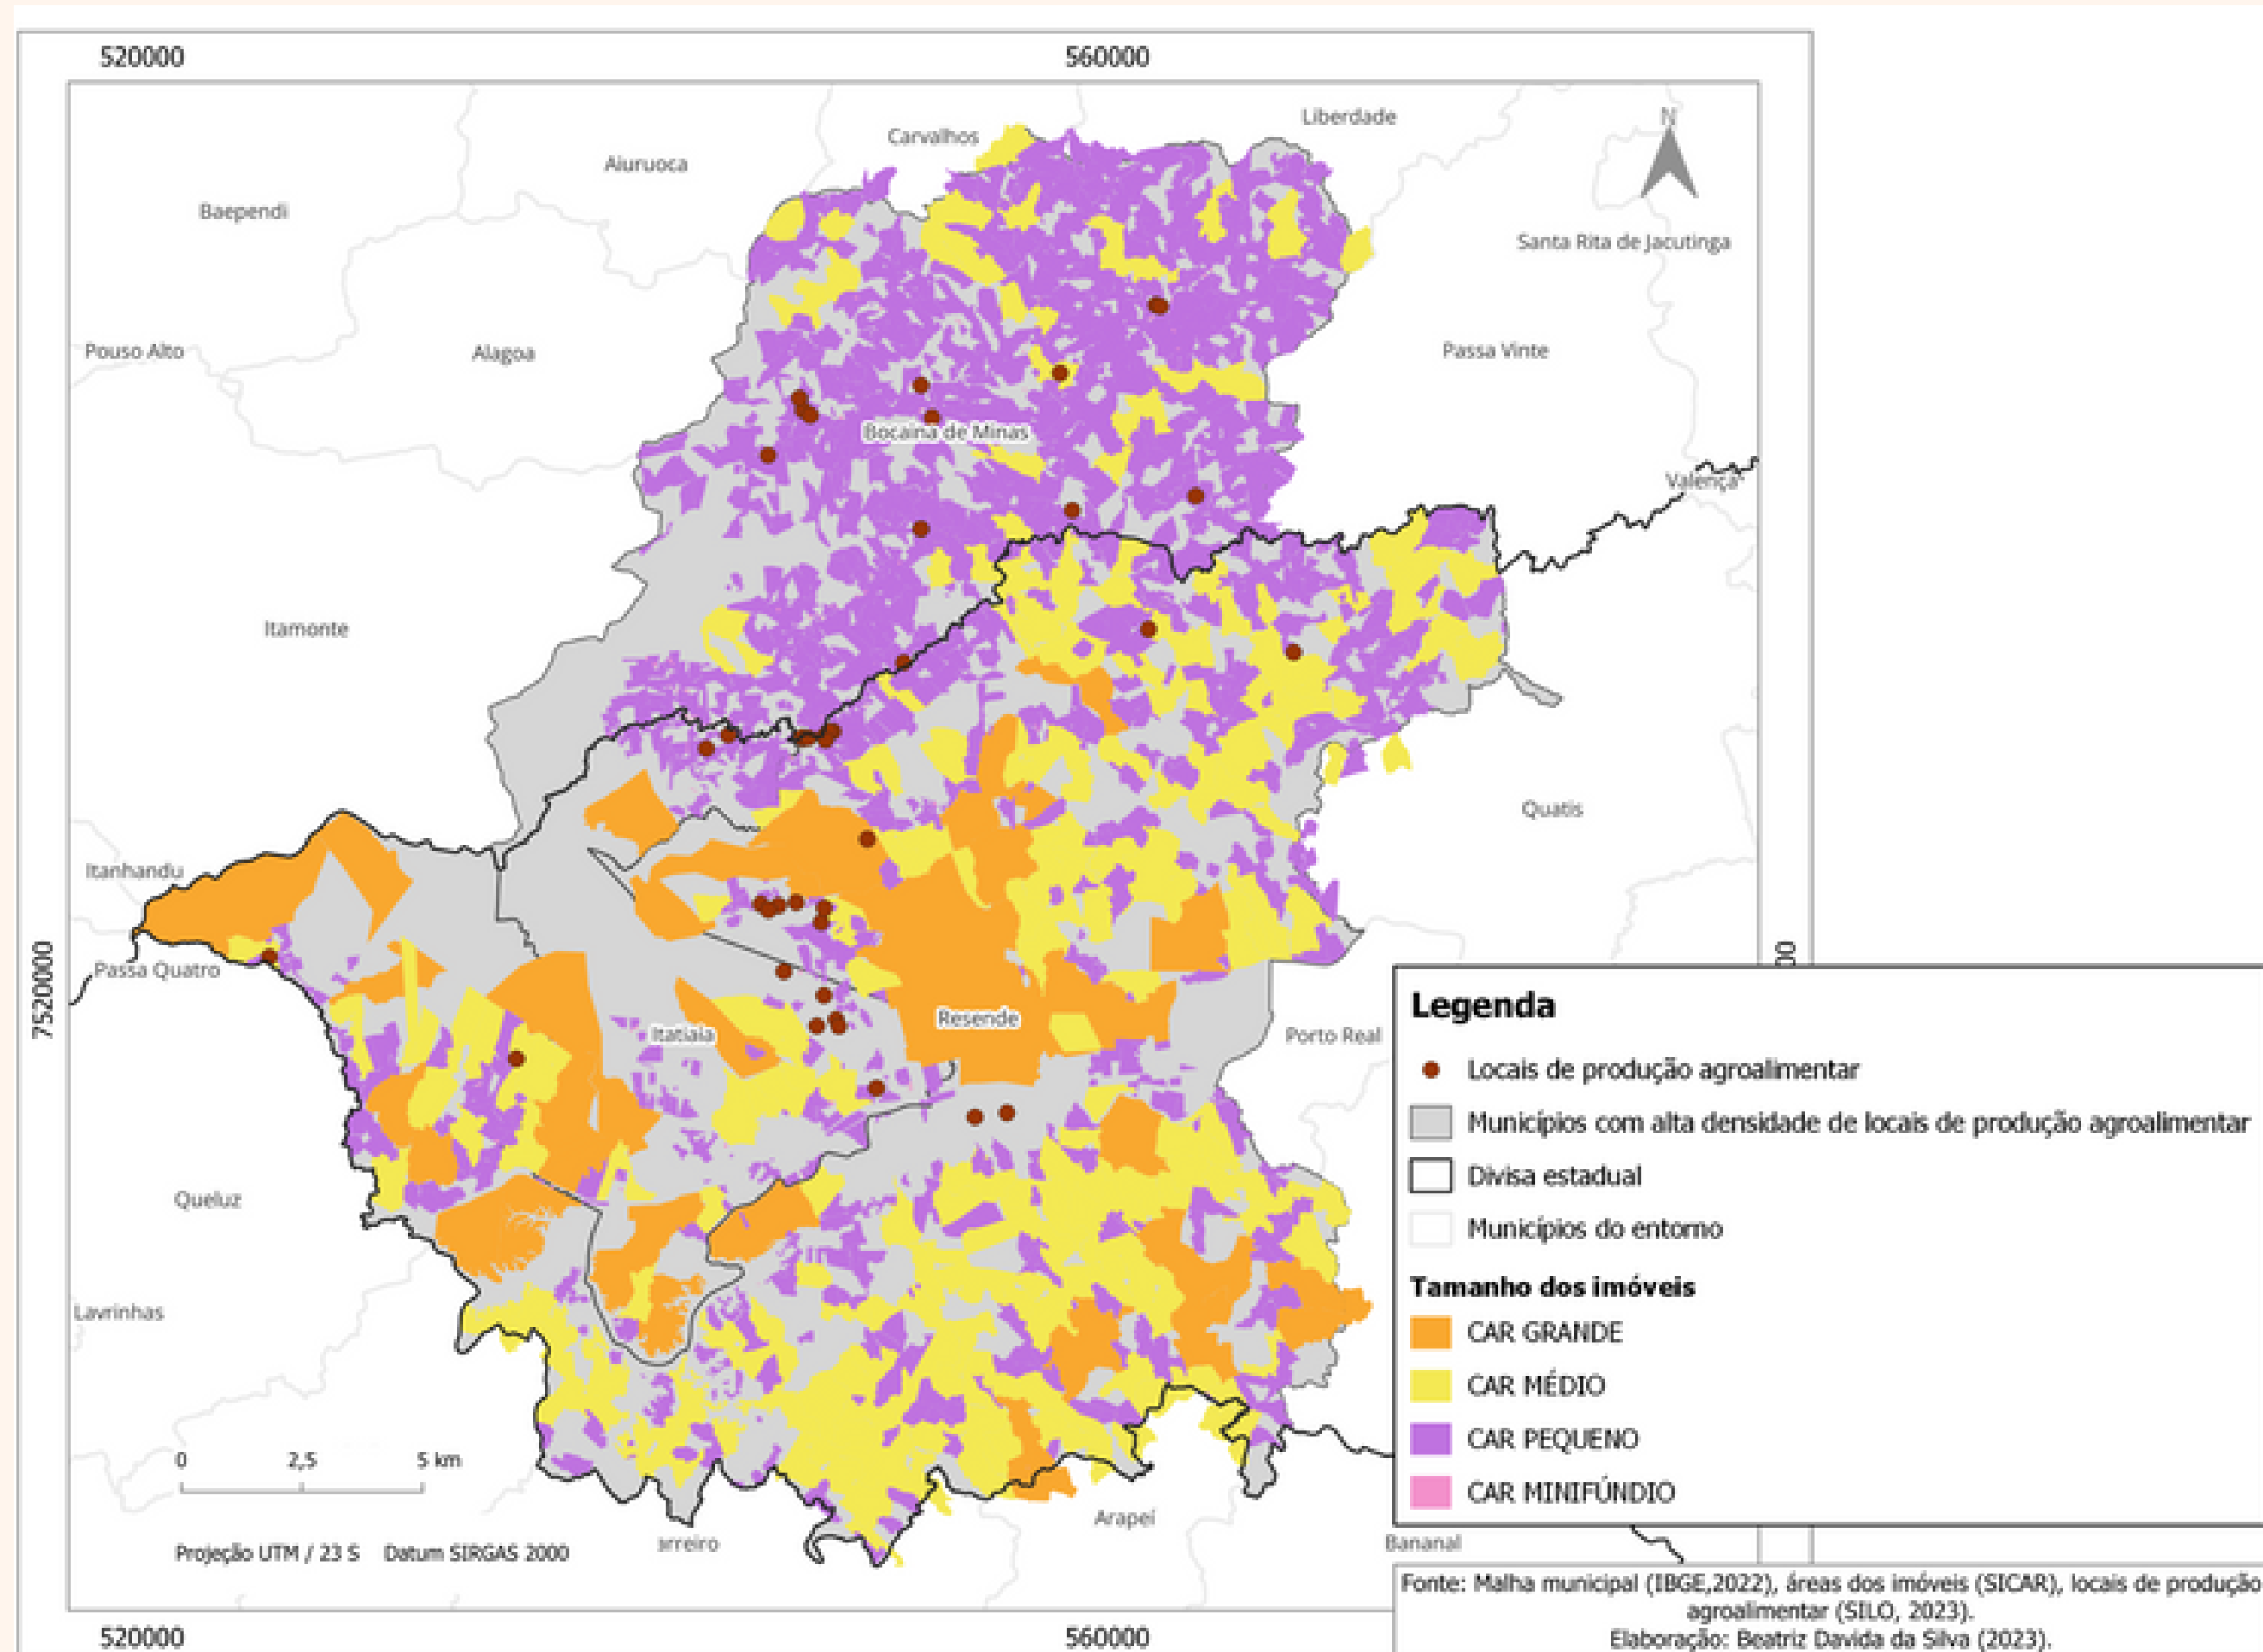 520000
560000
Liberdade
N
Carvalhos
Aiuruoca
Baependi
Santa Rita de Jacutinga
Pouso Alto
Alagoa
Passa Vinte
Bocaina de Minas
Valença
Itamonte
Quatis
Itanhandu
Passa Quatro
7520000
00
Resende
Itatiaia
Porto Real
Queluz
Lavrinhas
0 2,5 5 km
Arapeí
arreiro
Bananal
Projeção UTM / 23 S Datum SIRGAS 2000
520000
560000
Legenda
Locais de produção agroalimentar
Municípios com alta densidade de locais de produção agroalimentar
Divisa estadual
Municípios do entorno
Tamanho dos imóveis
CAR GRANDE
CAR MÉDIO
CAR PEQUENO
CAR MINIFÚNDIO
Fonte: Malha municipal (IBGE,2022), áreas dos imóveis (SICAR), locais de produção
agroalimentar (SILO, 2023).
Elaboração: Beatriz Davida da Silva (2023).